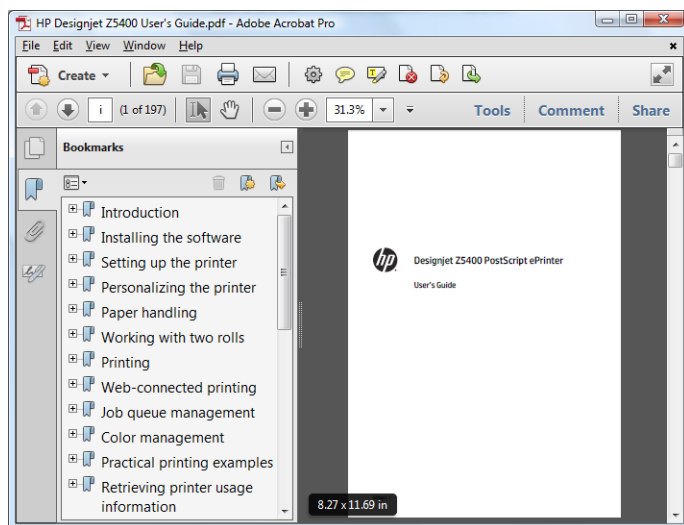 HP Designjet Z5400 User's Guide.pdf - Adobe Acrobat Pro
File Edit View Window Help
Create
i (1 of 197) 31.3% Tools Comment Share
Bookmarks
Introduction
Installing the software
Setting up the printer
Personalizing the printer
Paper handling
Working with two rolls
Printing
Web-connected printing
Job queue management
Color management
Practical printing examples
Retrieving printer usage
information
hp
Designjet Z5400 PostScript ePrinter
User's Guide
8.27 x 11.69 in